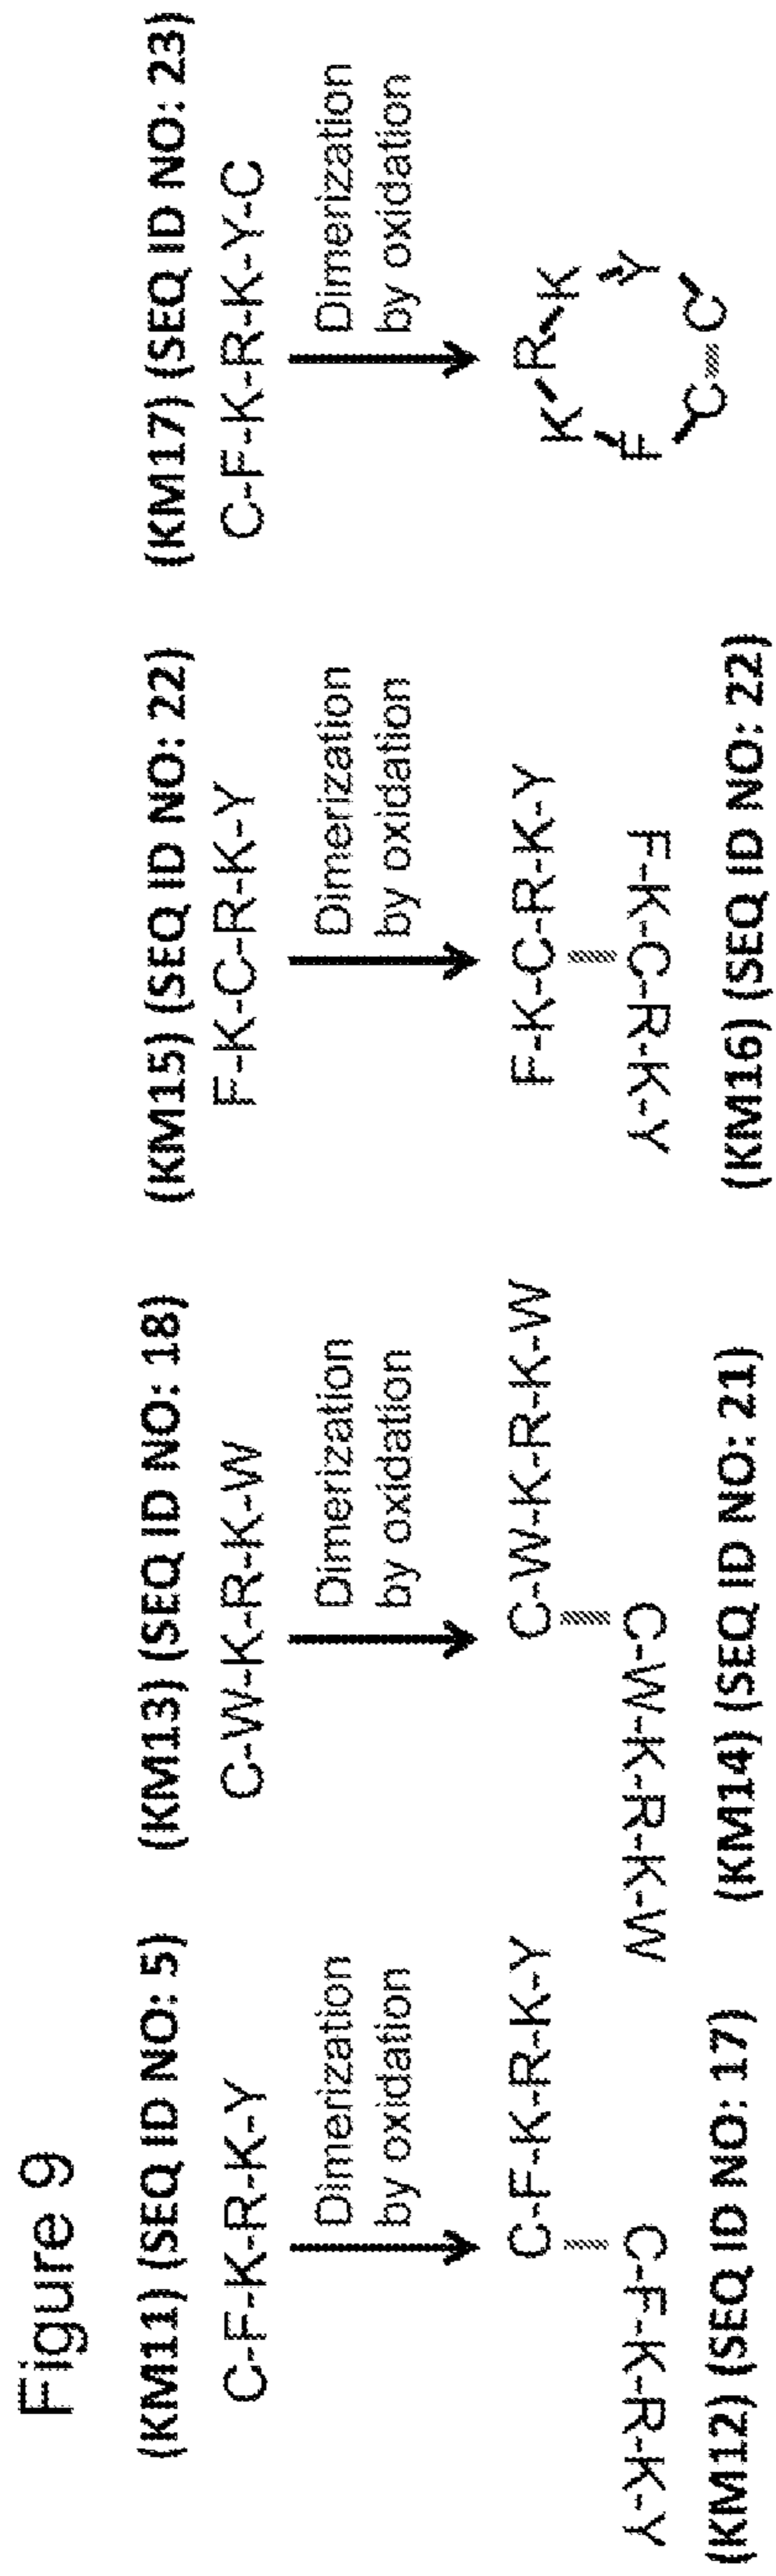 Figure 9
(KM11) (SEQ ID NO: 5)
C-F-K-R-K-Y
Dimerization
by oxidation
C-F-K-R-K-Y
C-F-K-R-K-Y
(KM12) (SEQ ID NO: 17)
(KM13) (SEQ ID NO: 18)
C-W-K-R-K-W
Dimerization
by oxidation
C-W-K-R-K-W
C-W-K-R-K-W
(KM14) (SEQ ID NO: 21)
(KM15) (SEQ ID NO: 22)
F-K-C-R-K-Y
Dimerization
by oxidation
F-K-C-R-K-Y
F-K-C-R-K-Y
(KM16) (SEQ ID NO: 22)
(KM17) (SEQ ID NO: 23)
C-F-K-R-K-Y-C
Dimerization
by oxidation
K-R-K
F Y
C C